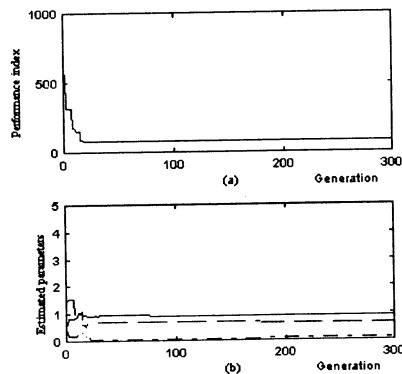 1000
Performance index
500
0
0
100
200
300
(a)
Generation
5
4
Estimated parameters
3
2
1
0
0
100
200
300
(b)
Generation